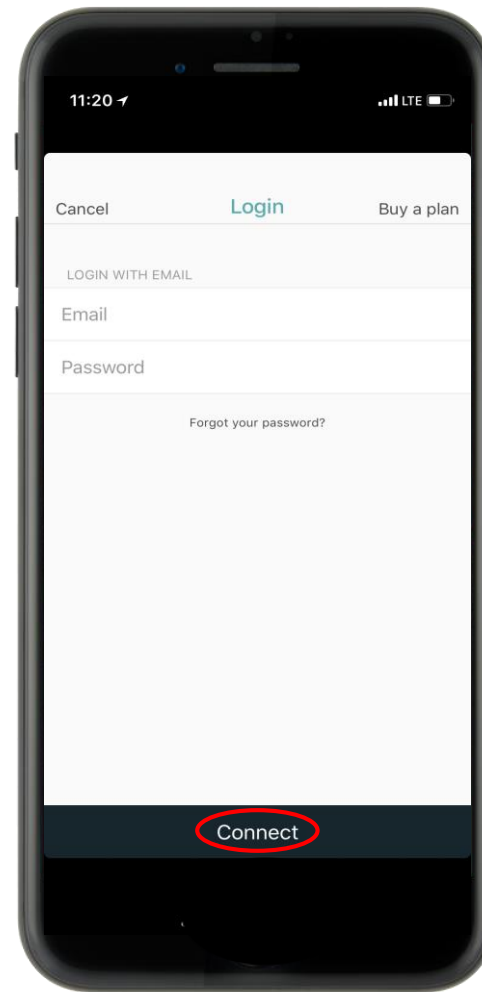 11:20 LTE
Cancel Login Buy a plan
LOGIN WITH EMAIL
Email
Password
Forgot your password?
Connect